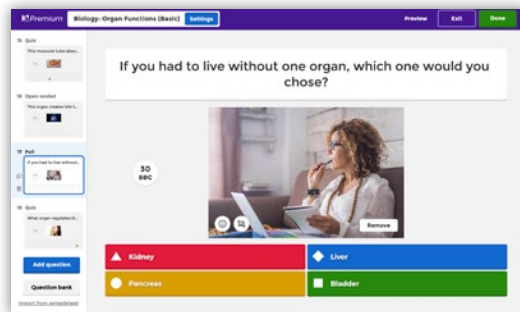 K! Premium
Biology: Organ Functions (Basic)
Settings
Preview
Exit
Done
15 Quiz
This muscular tube
16 Open-ended
This organ creates bile
17 Poll
If you had to live without...
18 Quiz
What organ regulates
Add question
Question bank
Import from spreadsheet
If you had to live without one organ, which one would you
chose?
30
sec
Remove
Kidney
Liver
Pancreas
Bladder